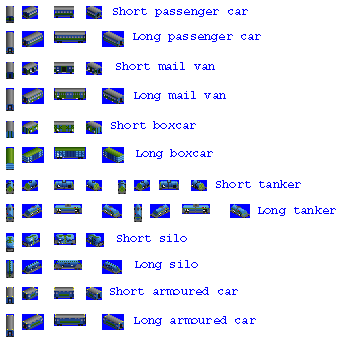 Short passenger car
Long passenger car
Short mail van
Long mail van
Short boxcar
Long boxcar
Short tanker
Long tanker
Short silo
Long silo
Short armoured car
Long armoured car